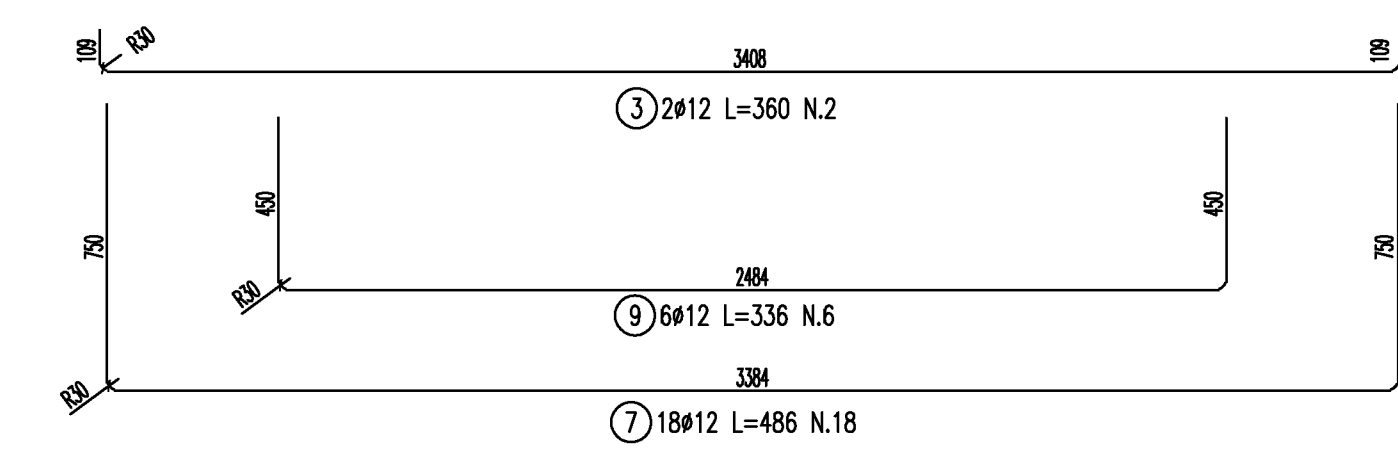 109 R30 3408 109
3 2ø12 L=360 N.2
450 450
750 750
R30 2484
9 6ø12 L=336 N.6
R30 3384
7 18ø12 L=486 N.18